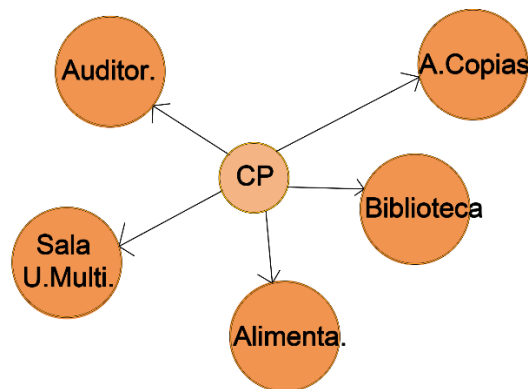 Auditor.
A.Copias
CP
Biblioteca
Sala
U.Multi.
Alimenta.